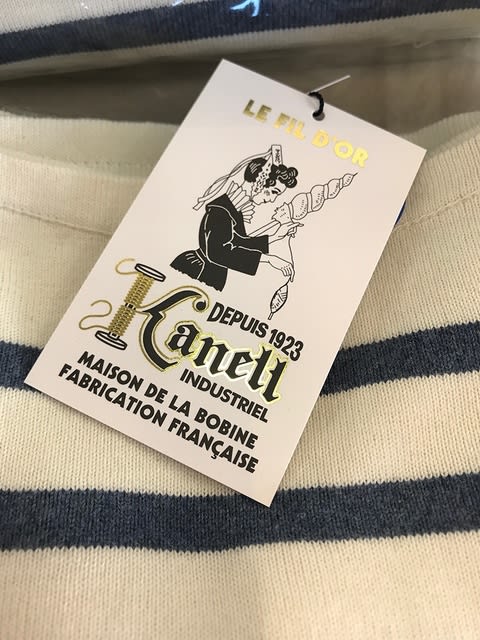 LE FIL D'OR
DEPUIS 1923
Kanell
INDUSTRIEL
MAISON DE LA BOBINE
FABRICATION FRANÇAISE